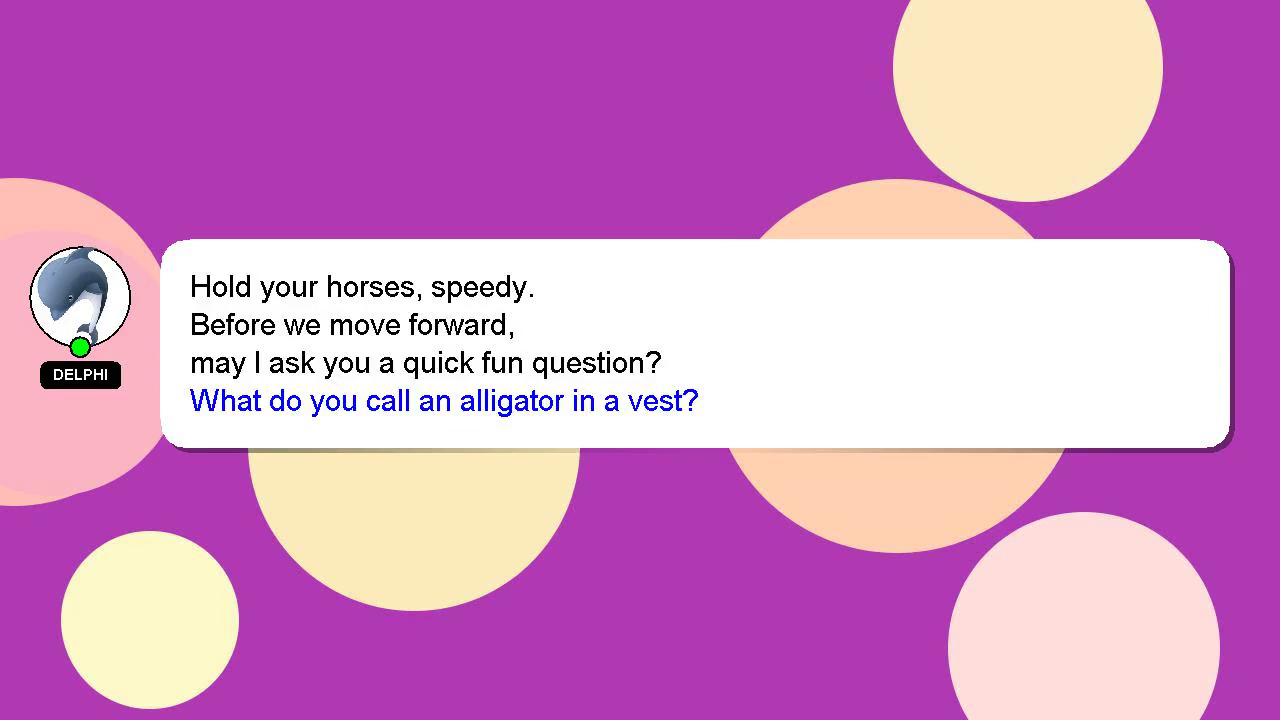 Hold your horses, speedy.
Before we move forward,
may I ask you a quick fun question?
What do you call an alligator in a vest?
DELPHI